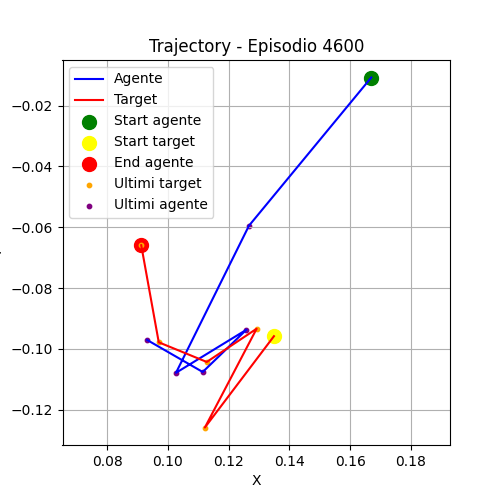 Trajectory - Episodio 4600
Agente
Target
Start agente
Start target
End agente
Ultimi target
Ultimi agente
−0.02
−0.04
−0.06
−0.08
−0.10
−0.12
0.08
0.10
0.12
0.14
0.16
0.18
X